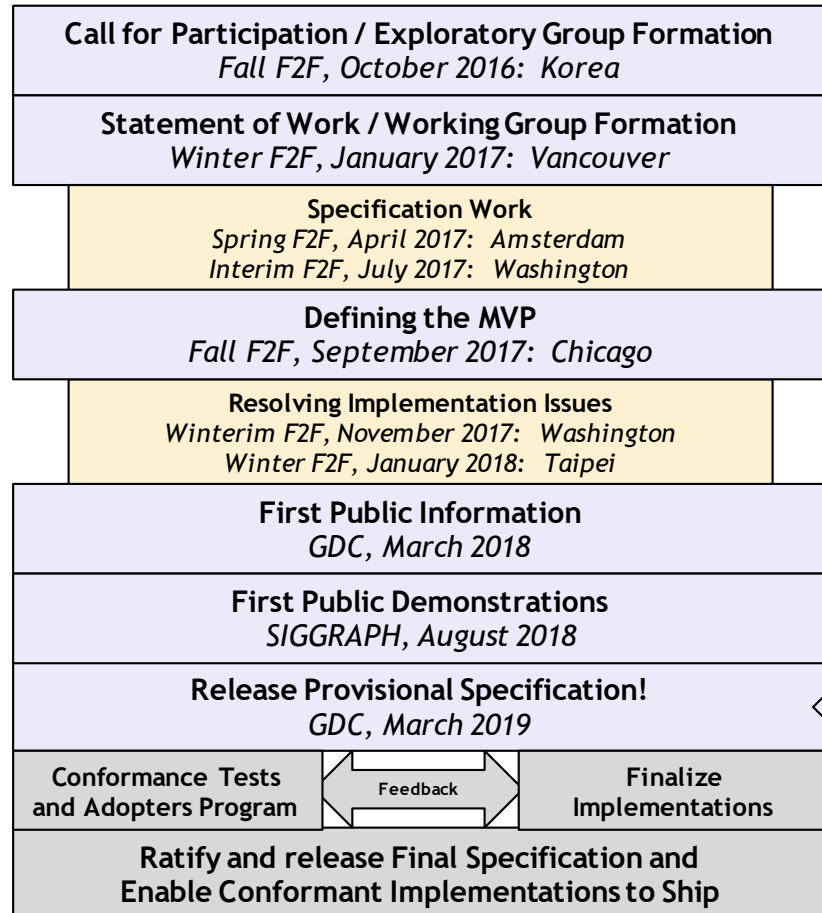 Call for Participation / Exploratory Group Formation
Fall F2F, October 2016: Korea
Statement of Work / Working Group Formation
Winter F2F, January 2017: Vancouver
Specification Work
Spring F2F, April 2017: Amsterdam
Interim F2F, July 2017: Washington
Defining the MVP
Fall F2F, September 2017: Chicago
Resolving Implementation Issues
Winterim F2F, November 2017: Washington
Winter F2F, January 2018: Taipei
First Public Information
GDC, March 2018
First Public Demonstrations
SIGGRAPH, August 2018
Release Provisional Specification!
GDC, March 2019
Conformance Tests
and Adopters Program
Feedback
Finalize
Implementations
Ratify and release Final Specification and
Enable Conformant Implementations to Ship